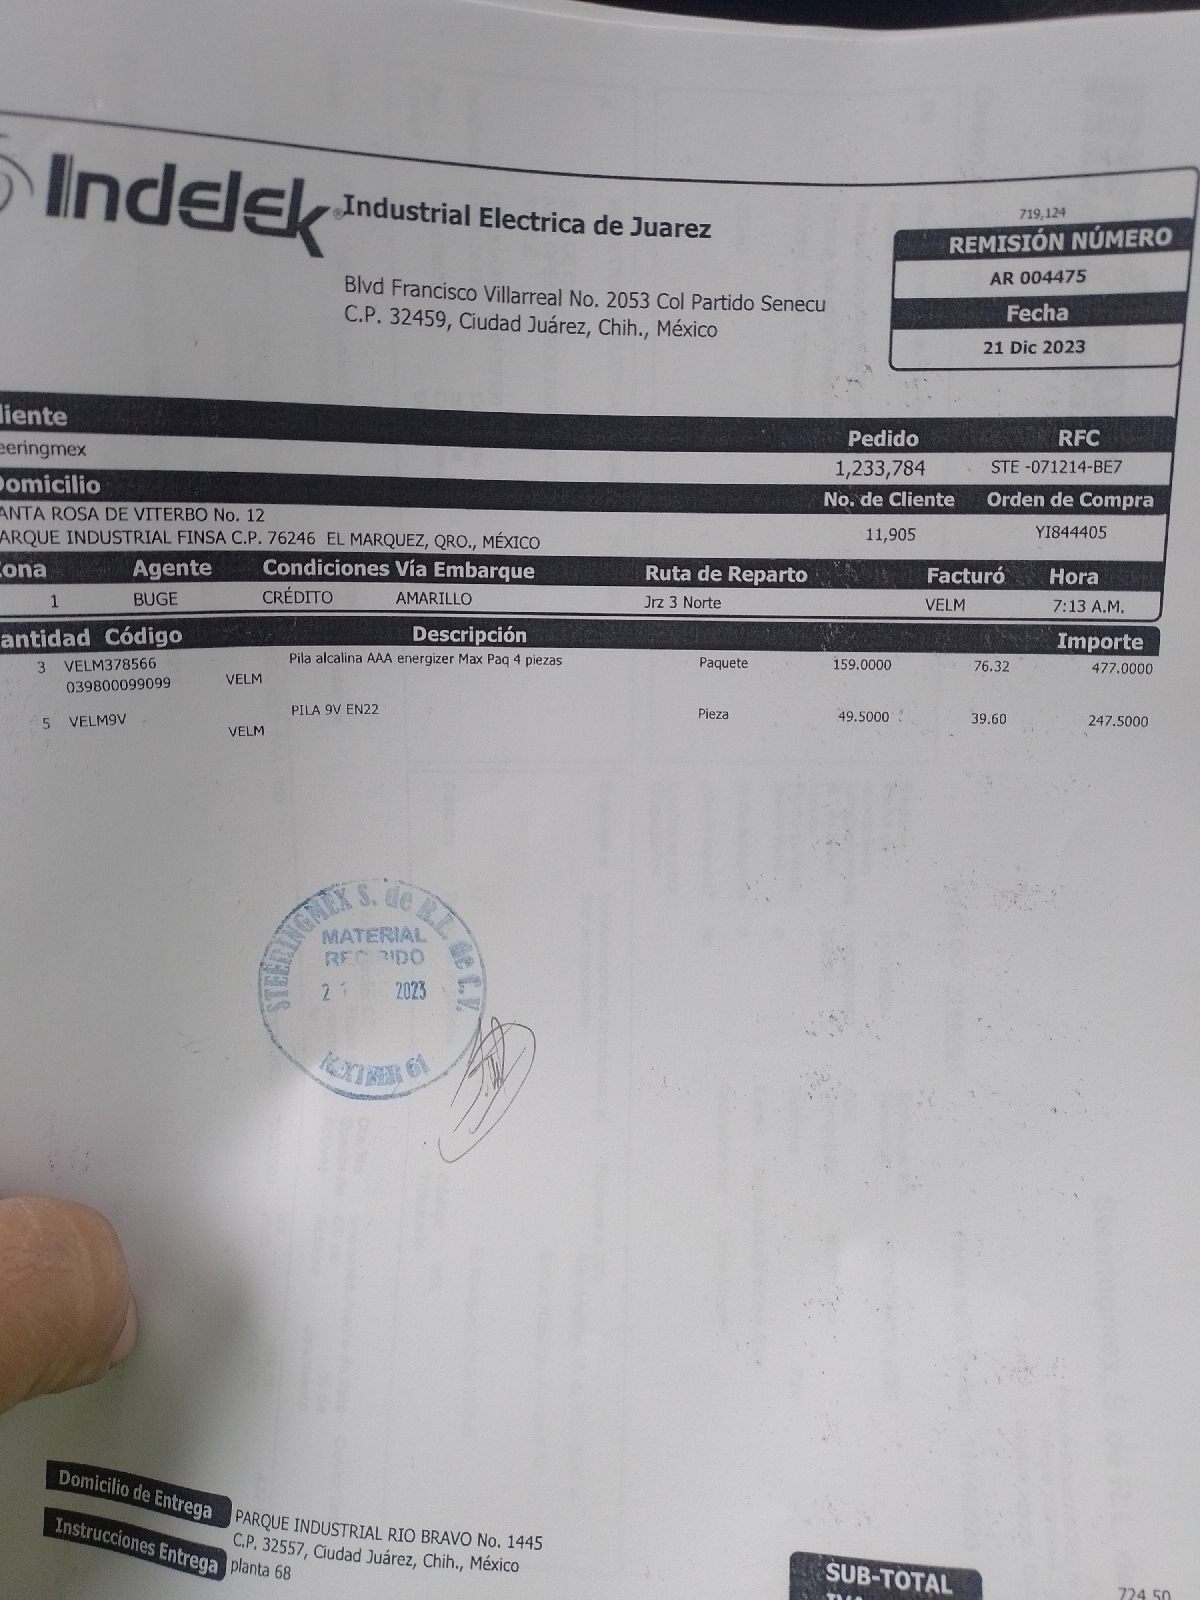 Indelek® Industrial Electrica de Juarez
719,124
REMISIÓN NÚMERO
AR 004475
Fecha
21 Dic 2023
Blvd Francisco Villarreal No. 2053 Col Partido Senecu
C.P. 32459, Ciudad Juárez, Chih., México
liente
eeringmex
Pedido RFC
1,233,784 STE -071214-BE7
Domicilio
No. de Cliente Orden de Compra
ANTA ROSA DE VITERBO No. 12
ARQUE INDUSTRIAL FINSA C.P. 76246 EL MARQUEZ, QRO., MÉXICO
11,905 YI844405
ona Agente Condiciones Vía Embarque Ruta de Reparto Facturó Hora
1 BUGE CRÉDITO AMARILLO Jrz 3 Norte VELM 7:13 A.M.
antidad Código Descripción Importe
3 VELM378566 Pila alcalina AAA energizer Max Paq 4 piezas Paquete 159.0000 76.32 477.0000
039800099099 VELM
5 VELM9V PILA 9V EN22 Pieza 49.5000 39.60 247.5000
VELM
STEERINGMEX S. de R.L. de C.V.
MATERIAL
RECIBIDO
21 2023
Domicilio de Entrega
PARQUE INDUSTRIAL RIO BRAVO No. 1445
C.P. 32557, Ciudad Juárez, Chih., México
Instrucciones Entrega
planta 68
SUB-TOTAL
724.50